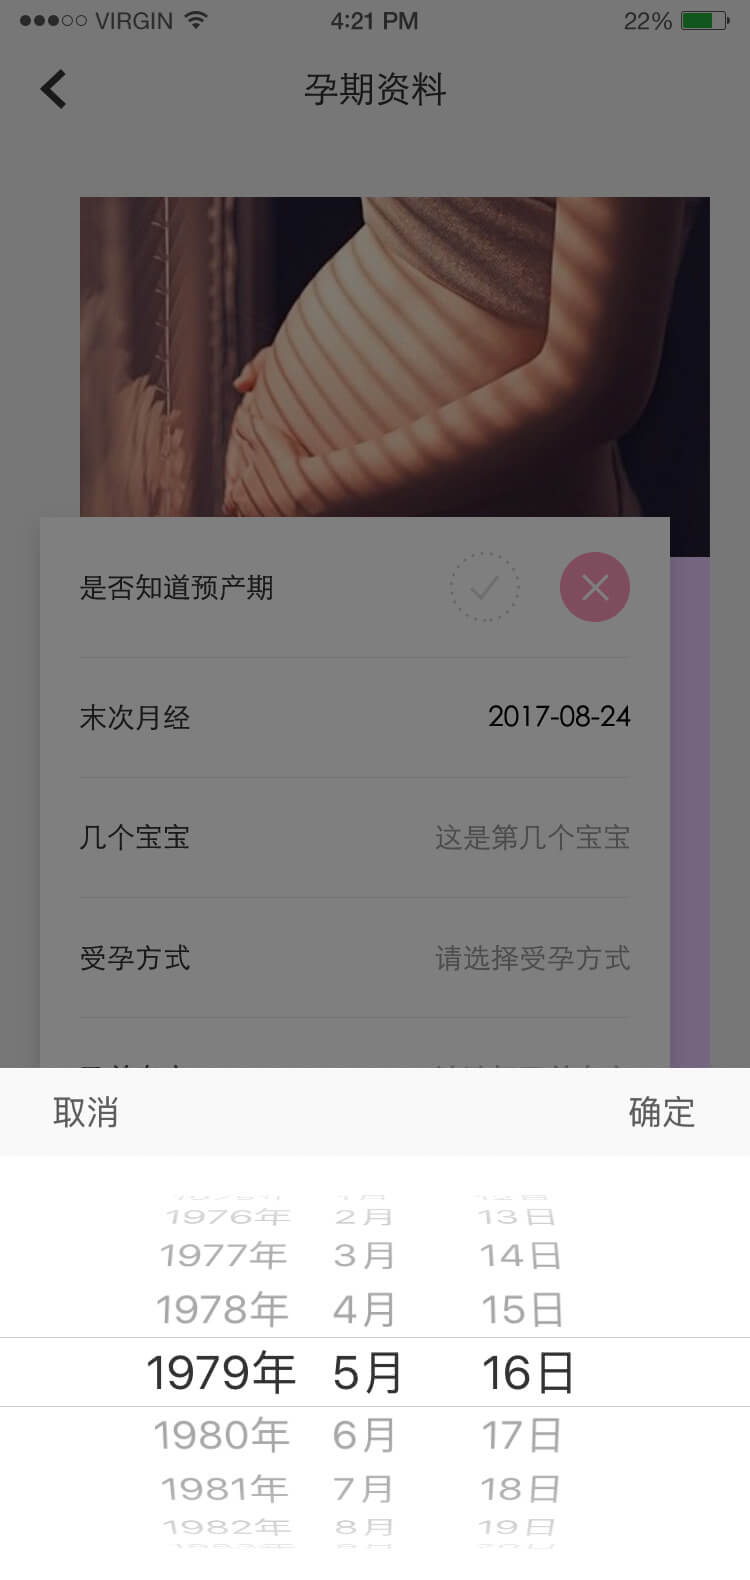 VIRGIN 4:21 PM 22%
孕期资料
是否知道预产期
末次月经 2017-08-24
几个宝宝 这是第几个宝宝
受孕方式 请选择受孕方式
取消 确定
1976年 2月 13日
1977年 3月 14日
1978年 4月 15日
1979年 5月 16日
1980年 6月 17日
1981年 7月 18日
1982年 8月 19日